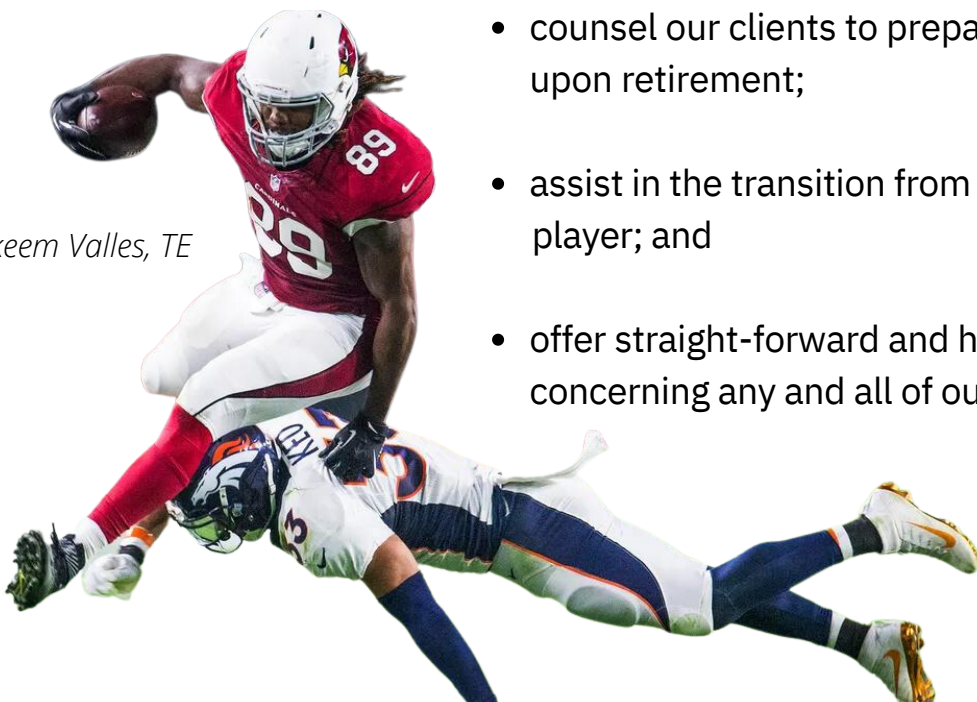 • counsel our clients to prepa
upon retirement;
• assist in the transition from
player; and
• offer straight-forward and h
concerning any and all of ou
keem Valles, TE
89
CARDINALS
89
33